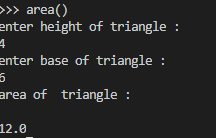 >>> area()
enter height of triangle :
4
enter base of triangle :
6
area of  triangle :
12.0